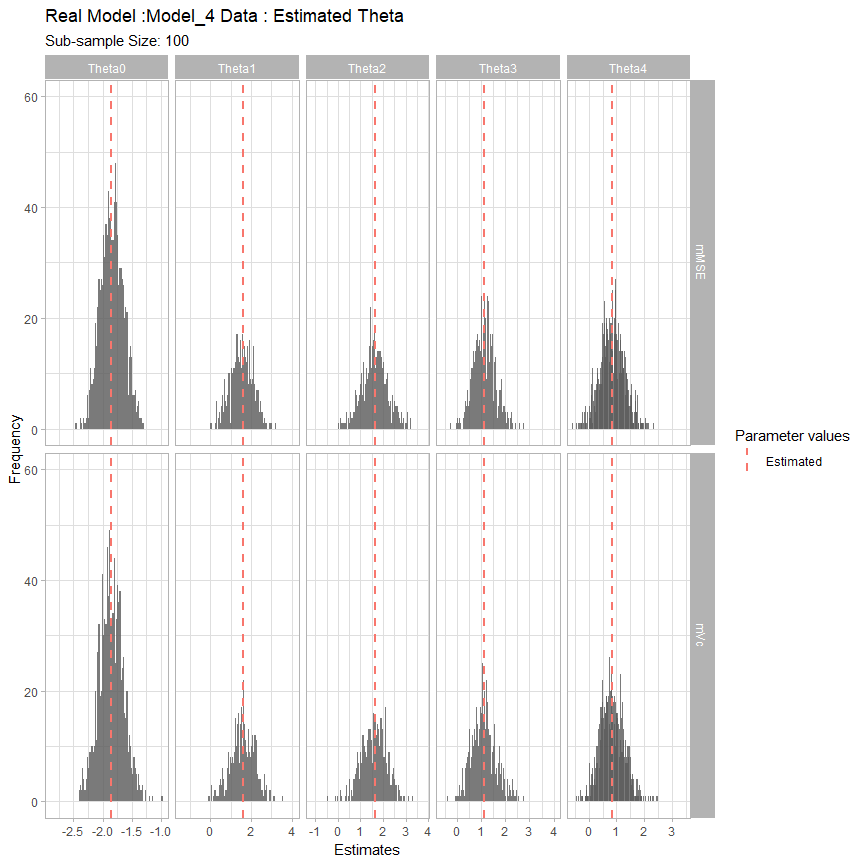 Real Model :Model_4 Data : Estimated Theta
Sub-sample Size: 100
Theta0 Theta1 Theta2 Theta3 Theta4
60
40
20
0
mMSE
Frequency
60
40
20
0
mVc
-2.5 -2.0 -1.5 -1.0 0 2 4 -1 0 1 2 3 4 0 1 2 3 4 0 1 2 3
Estimates
Parameter values
Estimated